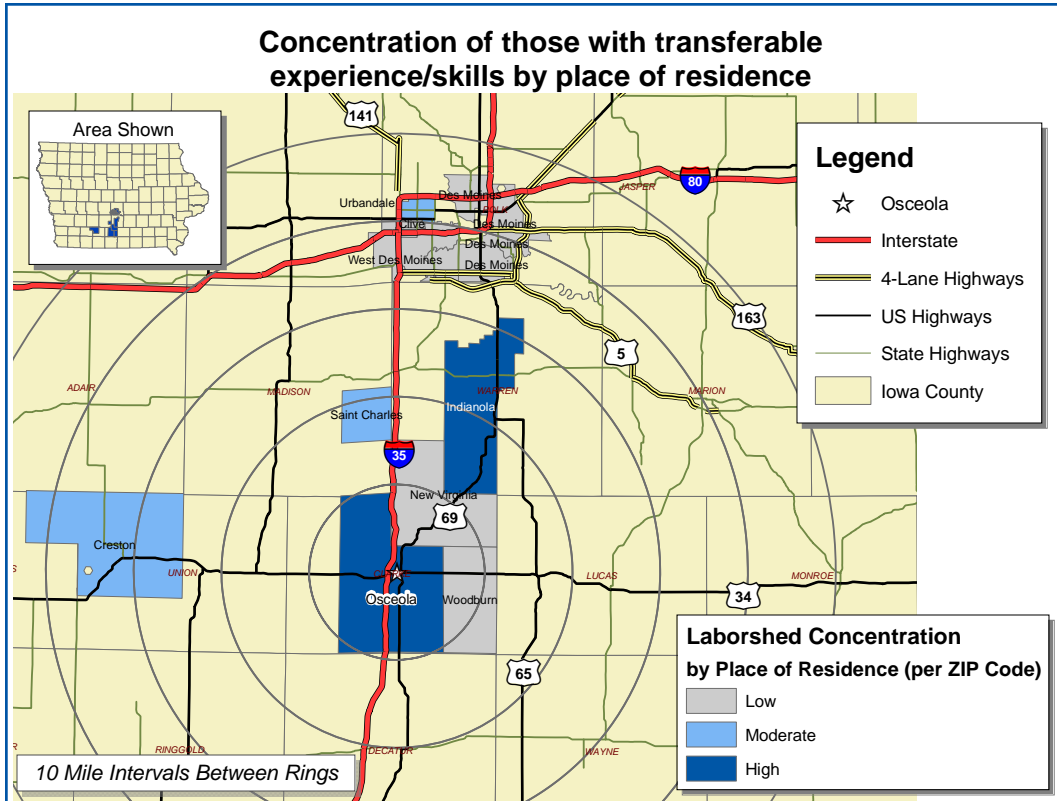 Concentration of those with transferable
experience/skills by place of residence
Area Shown
141
80
JASPER
Des Moines
Urbandale
Clive
Des Moines
Des Moines
West Des Moines
Des Moines
163
5
ADAIR
MADISON
WARREN
MARION
Saint Charles
Indianola
35
New Virginia
69
Creston
UNION
LUCAS
MONROE
34
Osceola
Woodburn
65
RINGGOLD
DECATUR
WAYNE
10 Mile Intervals Between Rings
Legend
Osceola
Interstate
4-Lane Highways
US Highways
State Highways
Iowa County
Laborshed Concentration
by Place of Residence (per ZIP Code)
Low
Moderate
High